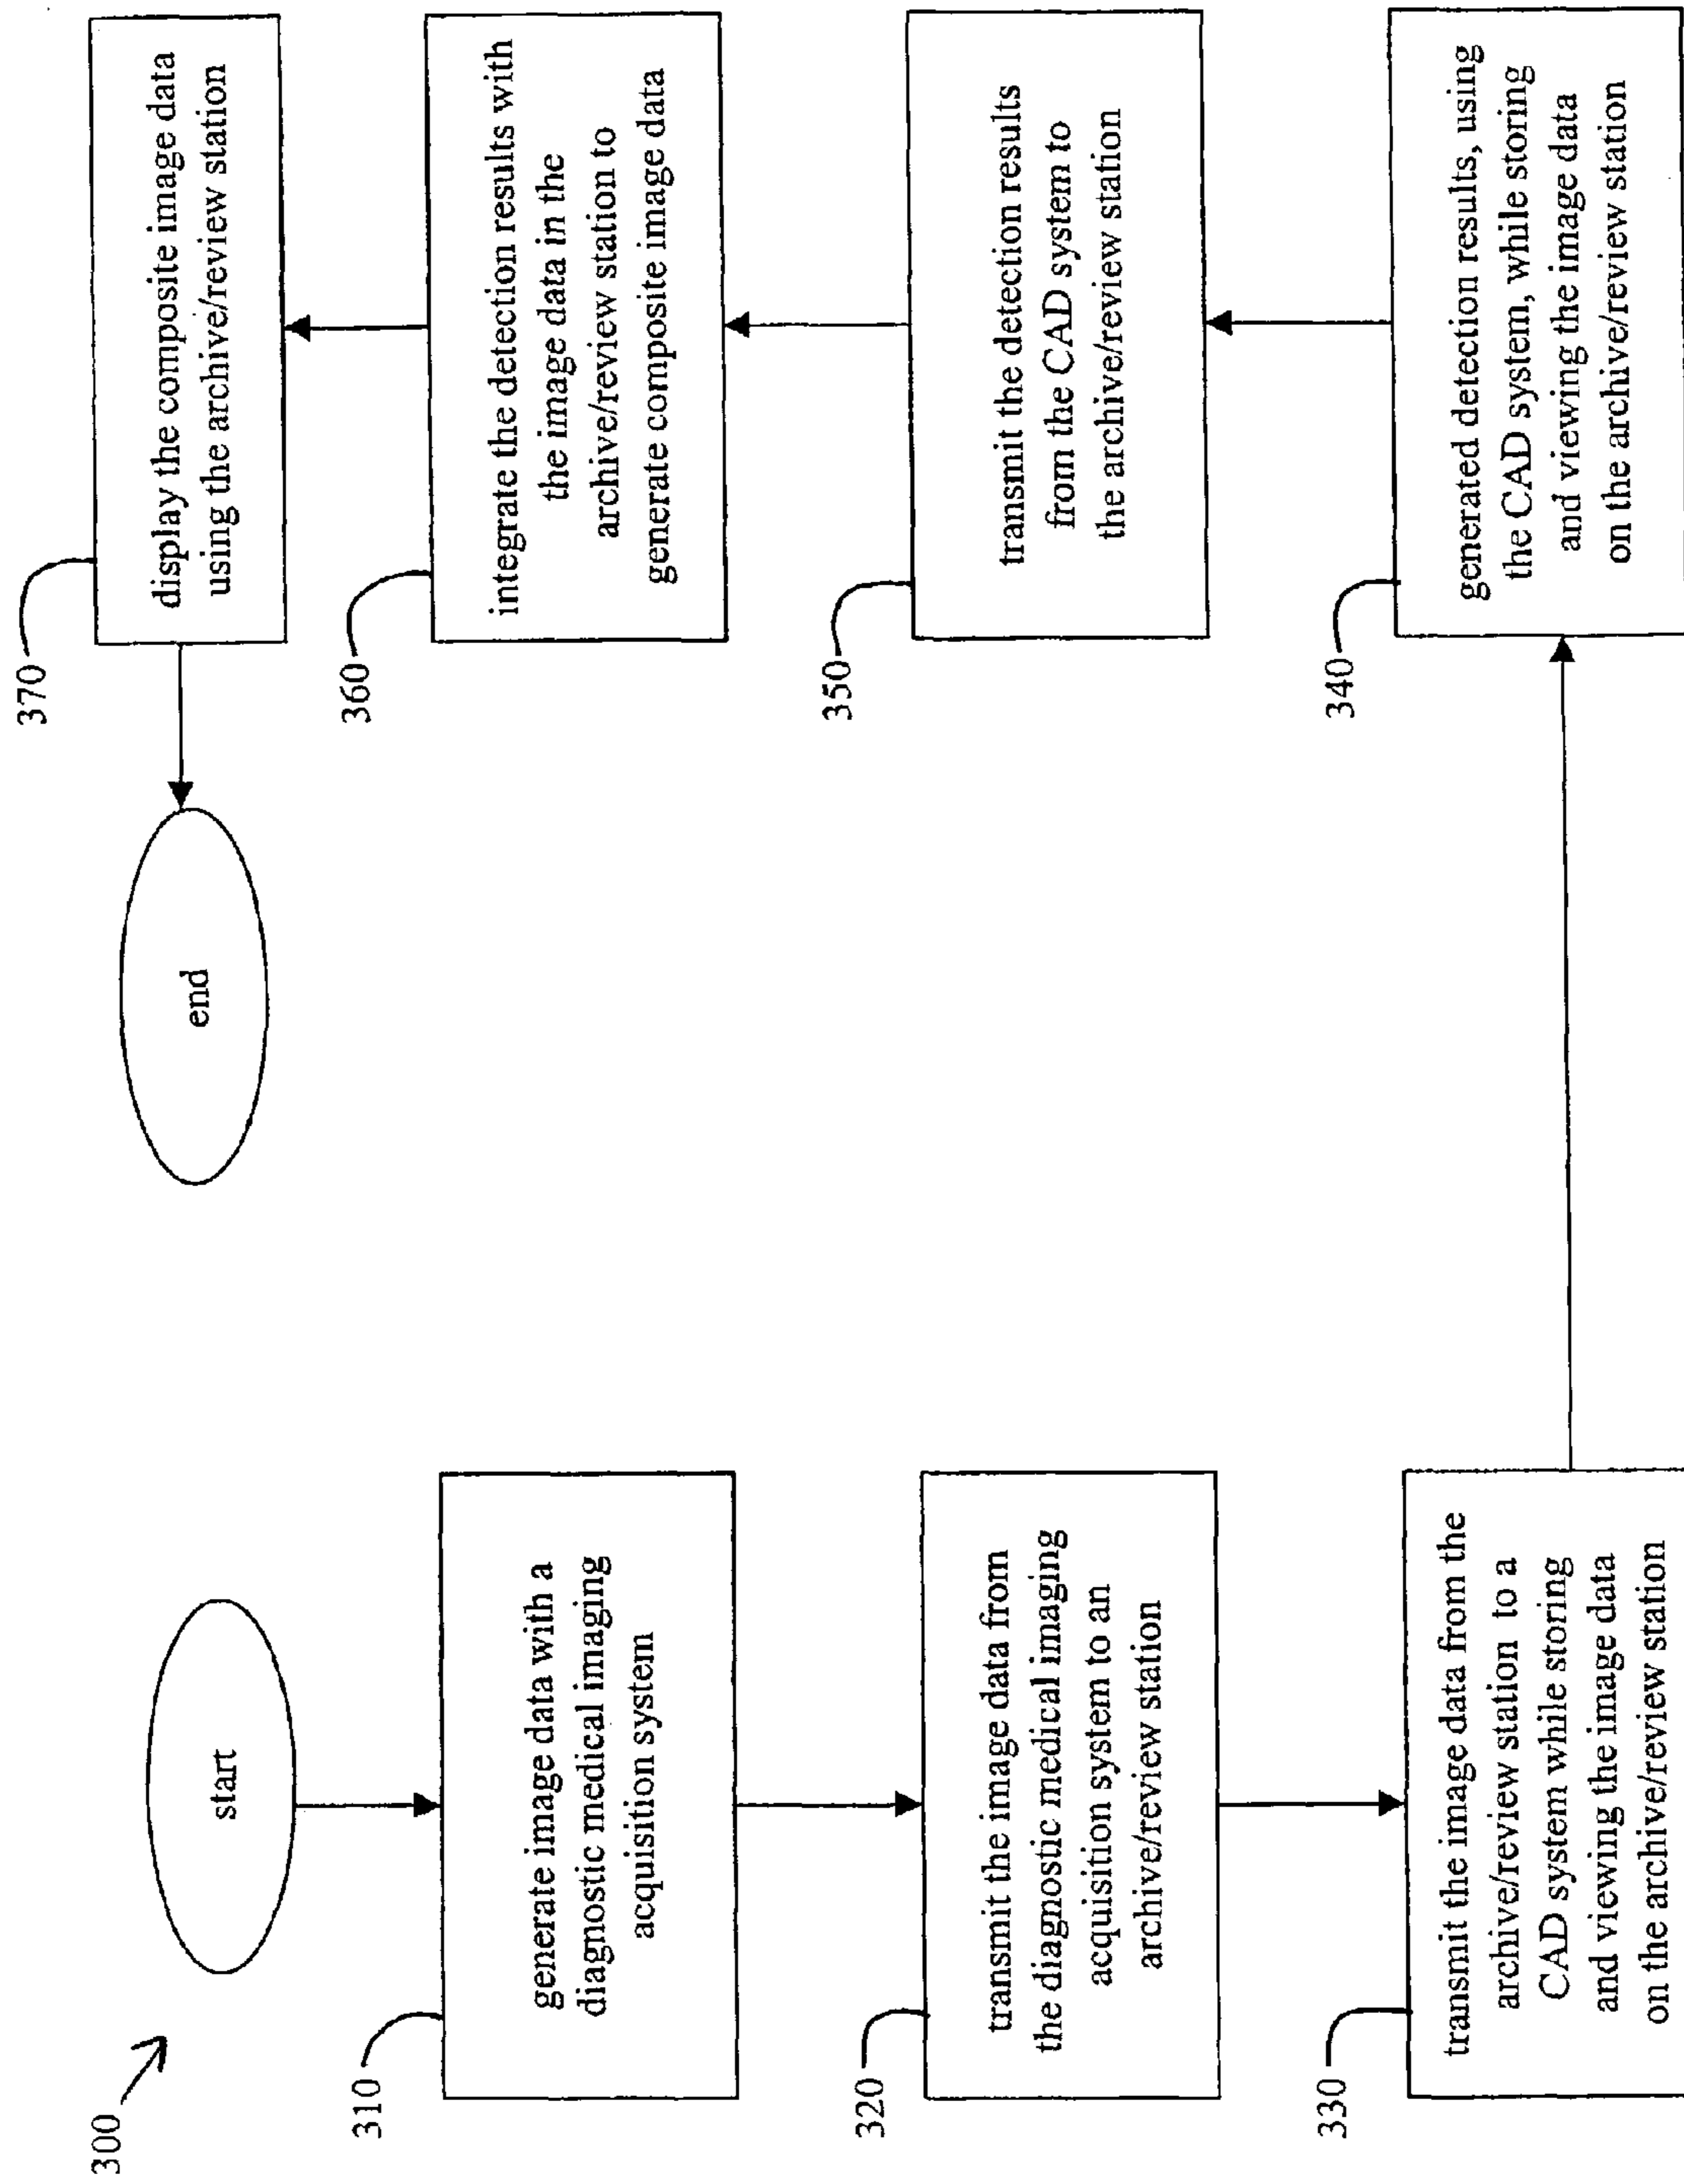 300
start
310
generate image data with a
diagnostic medical imaging
acquisition system
320
transmit the image data from
the diagnostic medical imaging
acquisition system to an
archive/review station
330
transmit the image data from the
archive/review station to a
CAD system while storing
and viewing the image data
on the archive/review station
340
generated detection results, using
the CAD system, while storing
and viewing the image data
on the archive/review station
350
transmit the detection results
from the CAD system to
the archive/review station
360
integrate the detection results with
the image data in the
archive/review station to
generate composite image data
370
display the composite image data
using the archive/review station
end